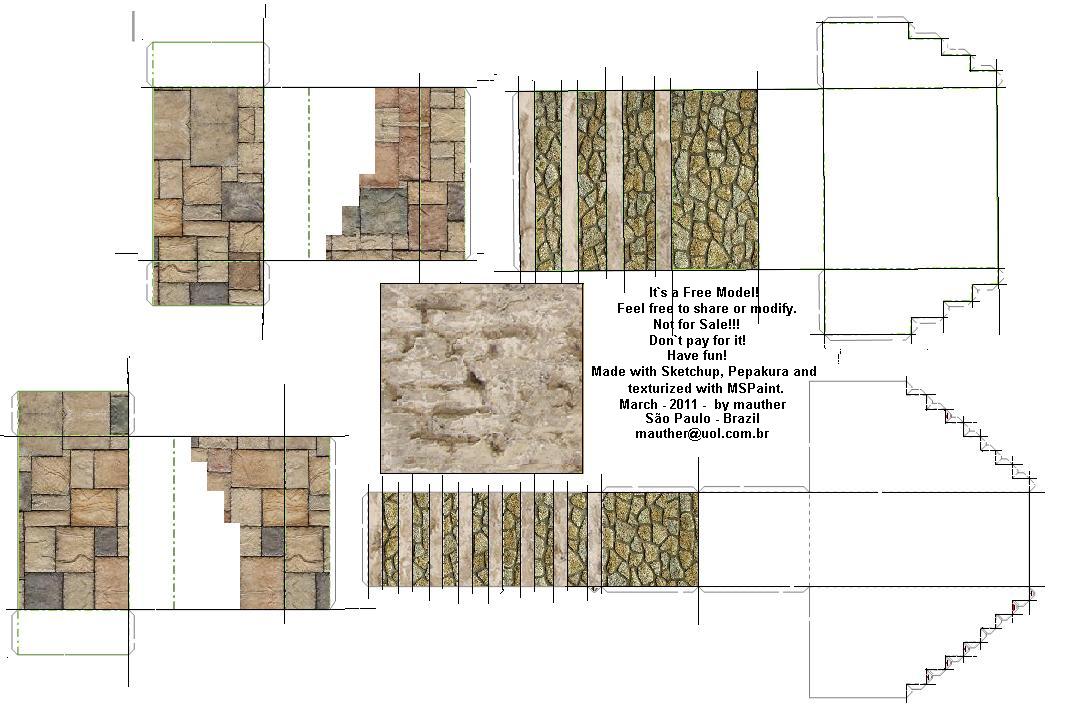 It`s a Free Model!
Feel free to share or modify.
Not for Sale!!!
Don`t pay for it!
Have fun!
Made with Sketchup, Pepakura and
texturized with MSPaint.
March - 2011 - by mauther
São Paulo - Brazil
mauther@uol.com.br